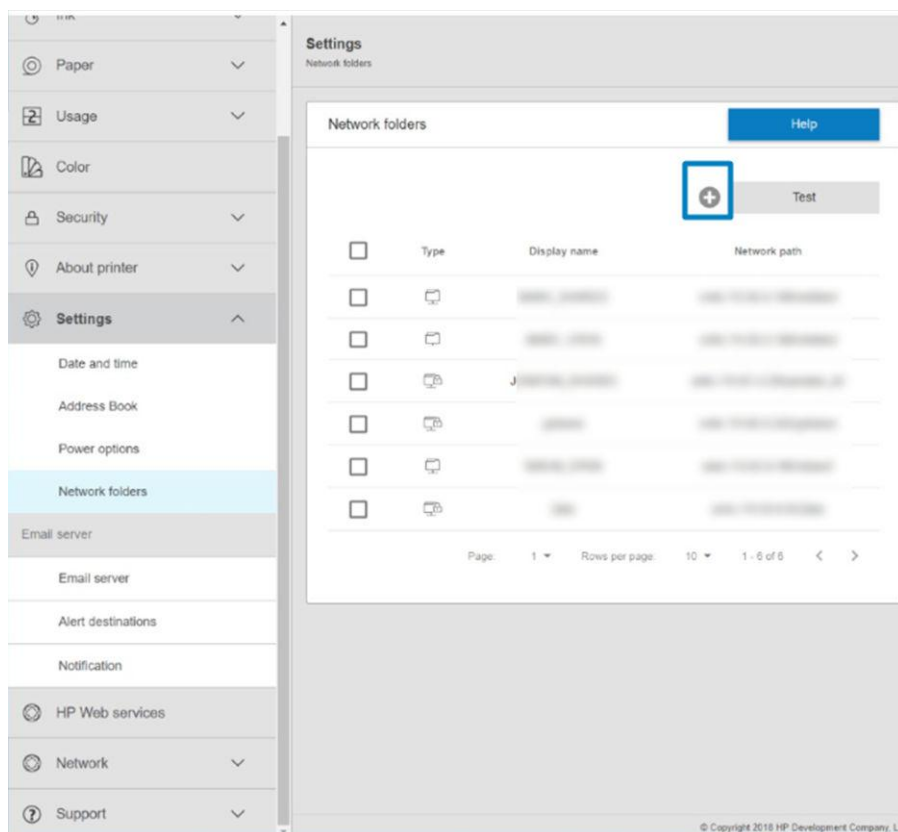 Ink
Paper
Usage
Color
Security
About printer
Settings
Date and time
Address Book
Power options
Network folders
Email server
Email server
Alert destinations
Notification
HP Web services
Network
Support
Settings
Network folders
Network folders
Help
Test
Type
Display name
Network path
J
Page: 1 Rows per page: 10 1 - 6 of 6
© Copyright 2018 HP Development Company, L